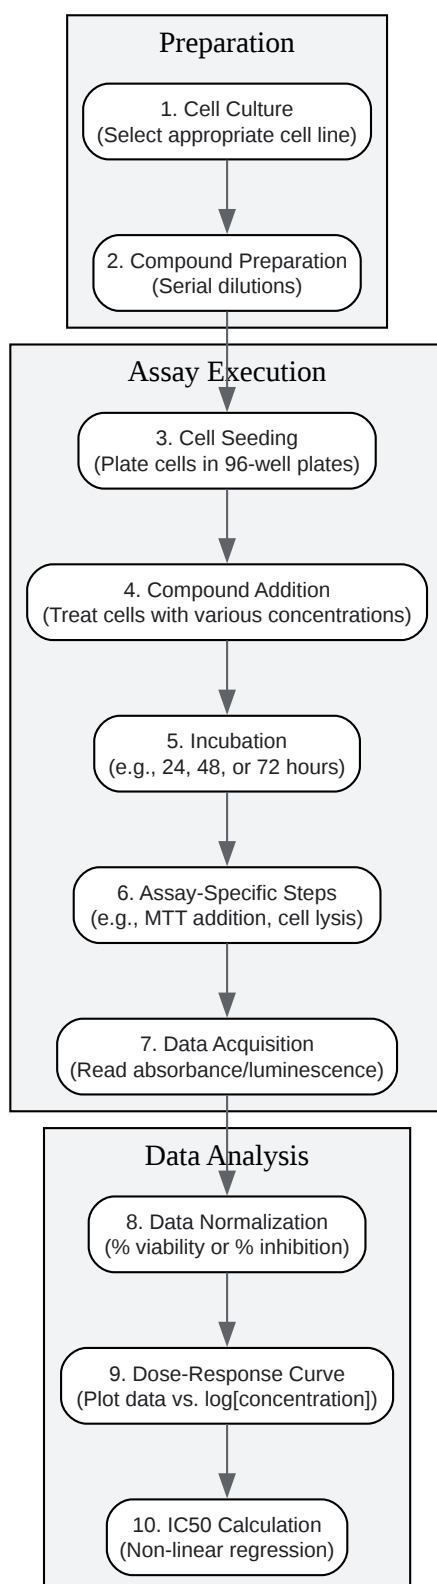 Preparation
1. Cell Culture
(Select appropriate cell line)
2. Compound Preparation
(Serial dilutions)
Assay Execution
3. Cell Seeding
(Plate cells in 96-well plates)
4. Compound Addition
(Treat cells with various concentrations)
5. Incubation
(e.g., 24, 48, or 72 hours)
6. Assay-Specific Steps
(e.g., MTT addition, cell lysis)
7. Data Acquisition
(Read absorbance/luminescence)
Data Analysis
8. Data Normalization
(% viability or % inhibition)
9. Dose-Response Curve
(Plot data vs. log[concentration])
10. IC50 Calculation
(Non-linear regression)